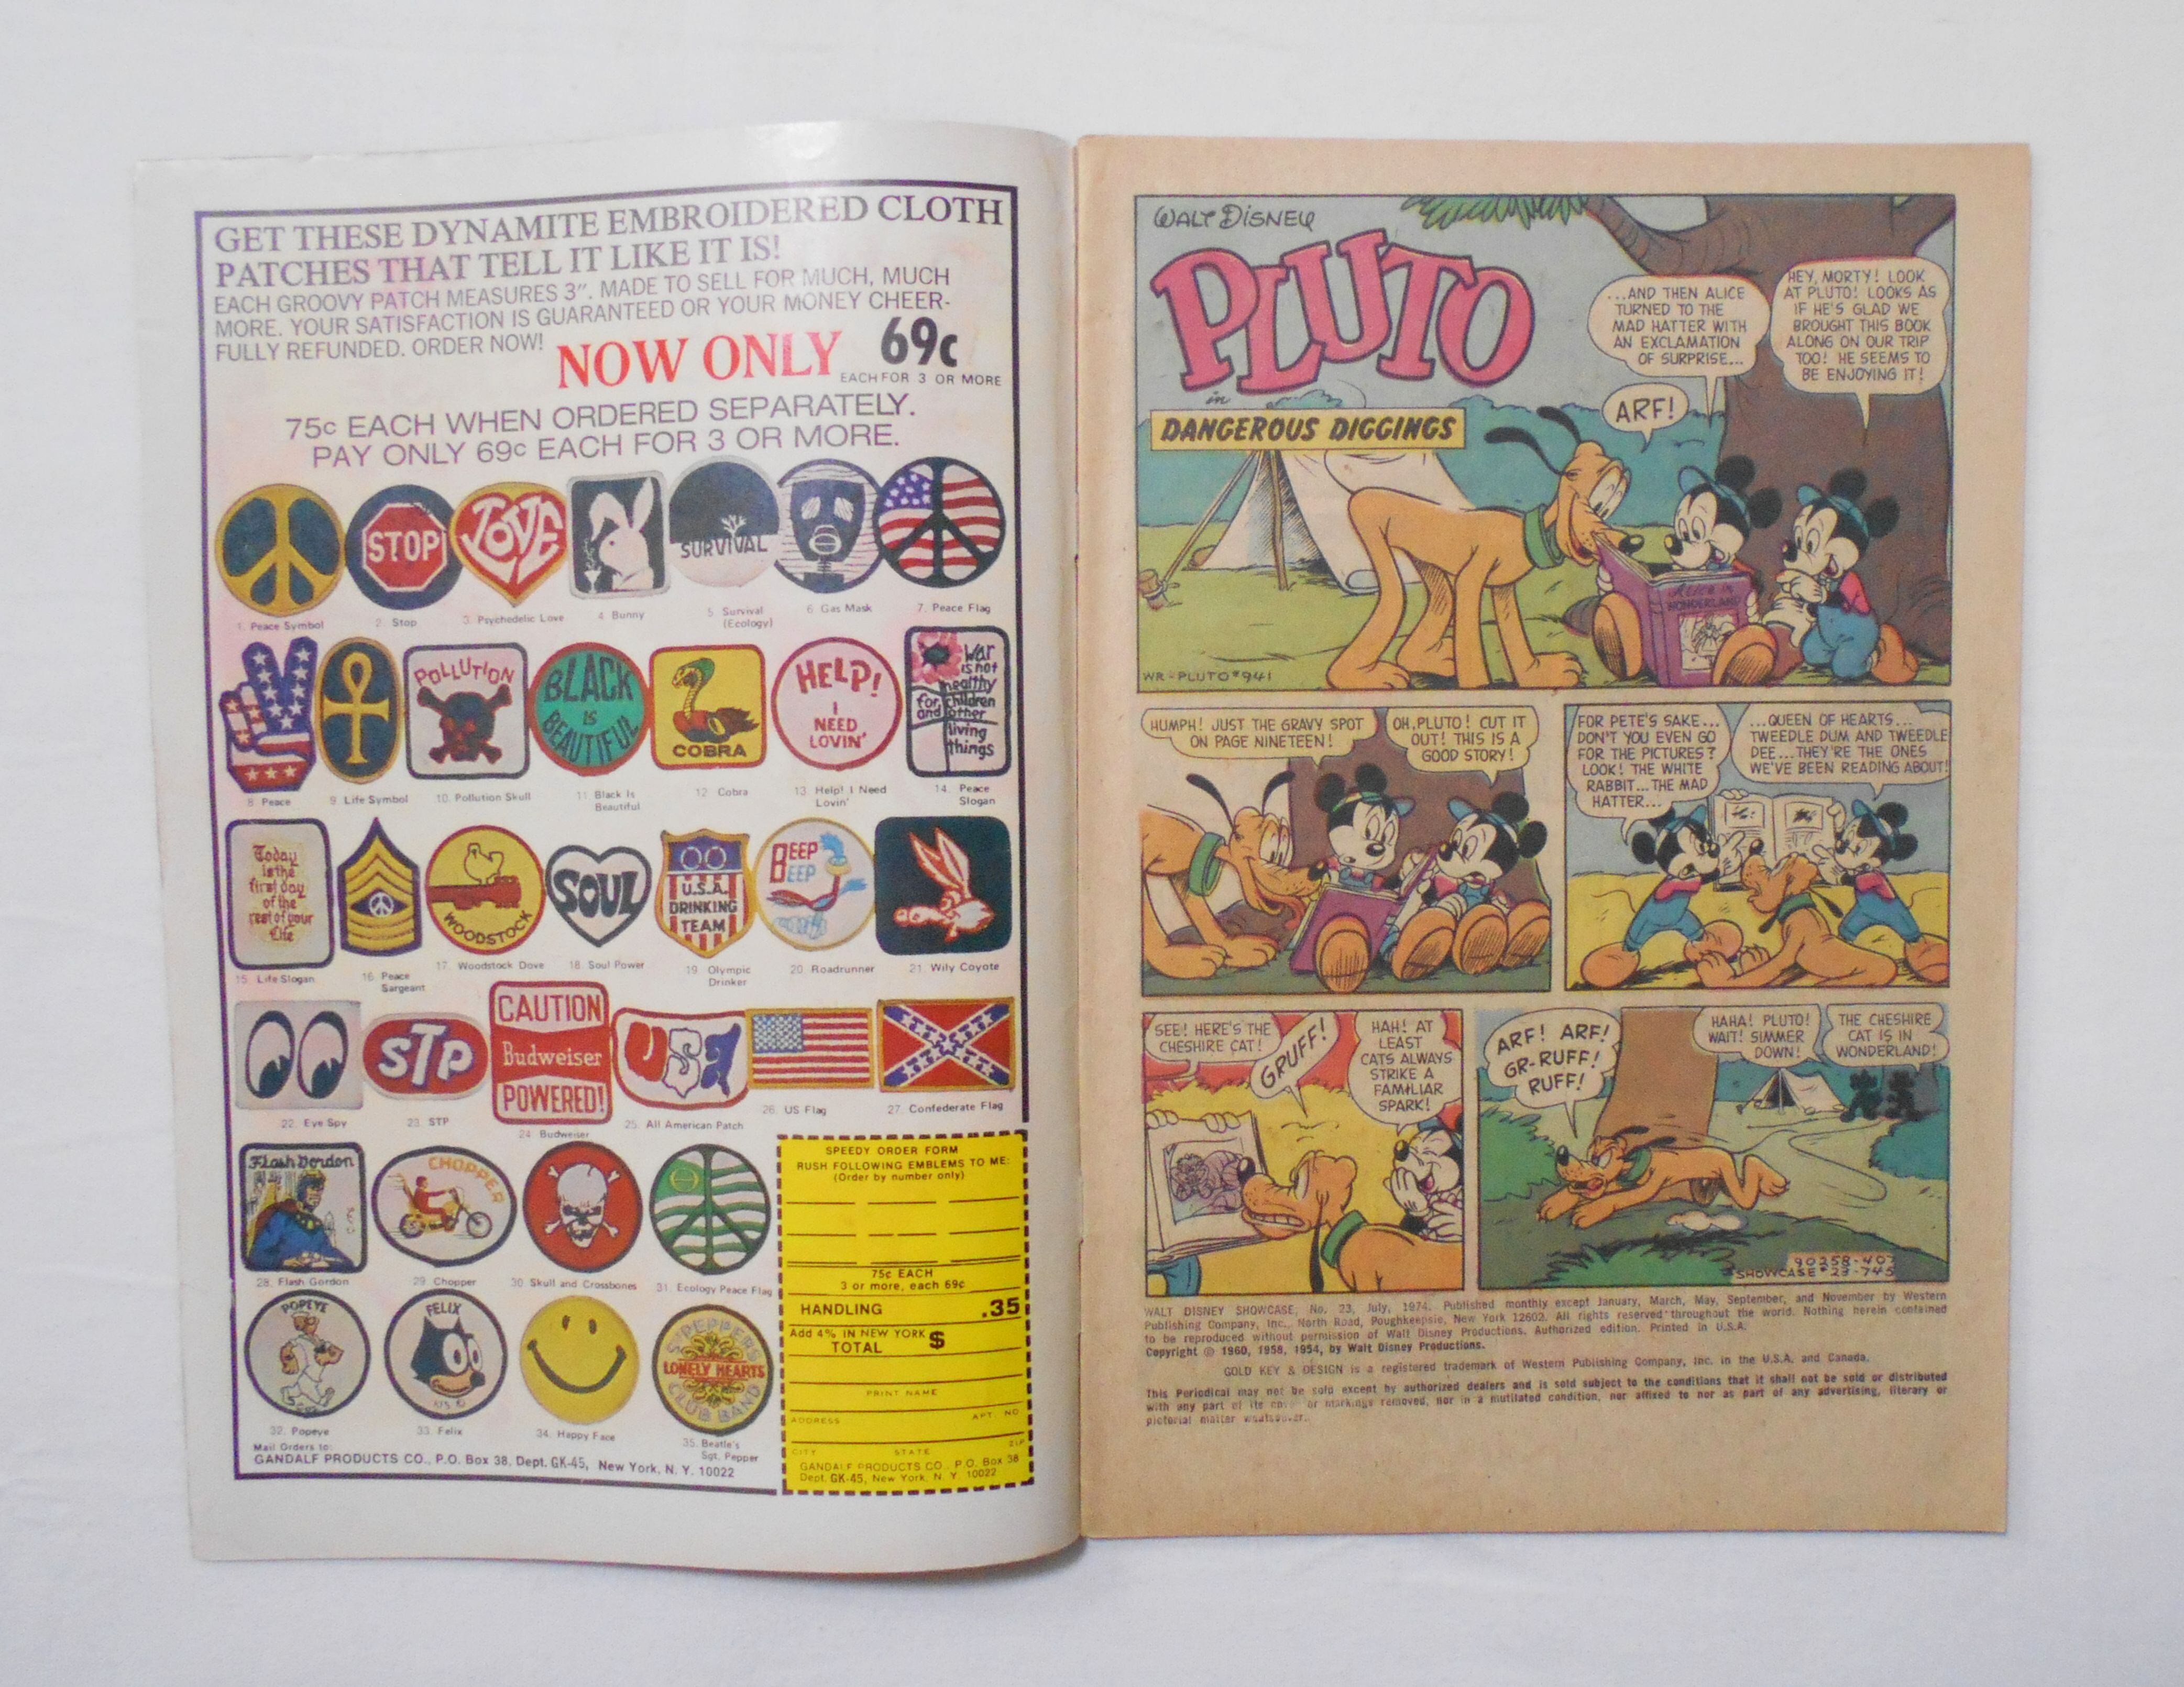 GET THESE DYNAMITE EMBROIDERED CLOTH
PATCHES THAT TELL IT LIKE IT IS!
EACH GROOVY PATCH MEASURES 3". MADE TO SELL FOR MUCH, MUCH
MORE. YOUR SATISFACTION IS GUARANTEED OR YOUR MONEY CHEER-
FULLY REFUNDED. ORDER NOW!
NOW ONLY 69c
EACH FOR 3 OR MORE
75c EACH WHEN ORDERED SEPARATELY.
PAY ONLY 69c EACH FOR 3 OR MORE.
STOP
LOVE
SURVIVAL
1. Peace Symbol
2. Stop
3. Psychedelic Love
4. Bunny
5. Survival
(Ecology)
6. Gas Mask
7. Peace Flag
POLLUTION
BLACK
IS
BEAUTIFUL
COBRA
HELP!
I
NEED
LOVIN'
War
is not
healthy
for children
and other
living
things
8. Peace
9. Life Symbol
10. Pollution Skull
11. Black Is
Beautiful
12. Cobra
13. Help! I Need
Lovin'
14. Peace
Slogan
Today
is the
first day
of the
rest of your
life
WOODSTOCK
SOUL
U.S.A.
DRINKING
TEAM
BEEP
BEEP
15. Life Slogan
16. Peace
Sargeant
17. Woodstock Dove
18. Soul Power
19. Olympic
Drinker
20. Roadrunner
21. Wily Coyote
STP
CAUTION
Budweiser
POWERED!
USA
22. Eye Spy
23. STP
24. Budweiser
25. All American Patch
26. US Flag
27. Confederate Flag
Flash Gordon
CHOPPER
28. Flash Gordon
29. Chopper
30. Skull and Crossbones
31. Ecology Peace Flag
POPEYE
FELIX
SGT. PEPPERS
LONELY HEARTS
CLUB BAND
32. Popeye
33. Felix
34. Happy Face
35. Beatle's
Sgt. Pepper
Mail Orders to:
GANDALF PRODUCTS CO., P.O. Box 38, Dept. GK-45, New York, N. Y. 10022
SPEEDY ORDER FORM
RUSH FOLLOWING EMBLEMS TO ME:
(Order by number only)
75c EACH
3 or more, each 69c
HANDLING .35
Add 4% IN NEW YORK
TOTAL $
PRINT NAME
ADDRESS APT. NO
CITY STATE ZIP
GANDALF PRODUCTS CO., P.O. Box 38
Dept. GK-45, New York, N. Y. 10022
WALT DISNEY
PLUTO
in
DANGEROUS DIGGINGS
...AND THEN ALICE
TURNED TO THE
MAD HATTER WITH
AN EXCLAMATION
OF SURPRISE...
HEY, MORTY! LOOK
AT PLUTO! LOOKS AS
IF HE'S GLAD WE
BROUGHT THIS BOOK
ALONG ON OUR TRIP
TOO! HE SEEMS TO
BE ENJOYING IT!
ARF!
ALICE IN
WONDERLAND
WR-PLUTO#941
HUMPH! JUST THE GRAVY SPOT
ON PAGE NINETEEN!
OH, PLUTO! CUT IT
OUT! THIS IS A
GOOD STORY!
FOR PETE'S SAKE...
DON'T YOU EVEN GO
FOR THE PICTURES?
LOOK! THE WHITE
RABBIT...THE MAD
HATTER...
...QUEEN OF HEARTS...
TWEEDLE DUM AND TWEEDLE
DEE...THEY'RE THE ONES
WE'VE BEEN READING ABOUT!
SEE! HERE'S THE
CHESHIRE CAT!
GRUFF!
HAH! AT
LEAST
CATS ALWAYS
STRIKE A
FAMILIAR
SPARK!
ARF! ARF!
GR-RUFF!
RUFF!
HAHA! PLUTO!
WAIT! SIMMER
DOWN!
THE CHESHIRE
CAT IS IN
WONDERLAND!
90258-407
SHOWCASE #23-745
WALT DISNEY SHOWCASE, No. 23, July, 1974. Published monthly except January, March, May, September, and November by Western
Publishing Company, Inc., North Road, Poughkeepsie, New York 12602. All rights reserved throughout the world. Nothing herein contained
to be reproduced without permission of Walt Disney Productions. Authorized edition. Printed in U.S.A.
Copyright © 1960, 1958, 1954, by Walt Disney Productions.
GOLD KEY & DESIGN is a registered trademark of Western Publishing Company, Inc. in the U.S.A. and Canada.
This Periodical may not be sold except by authorized dealers and is sold subject to the conditions that it shall not be sold or distributed
with any part of its cover or markings removed, nor in a mutilated condition, nor affixed to nor as part of any advertising, literary or
pictorial matter whatsoever.